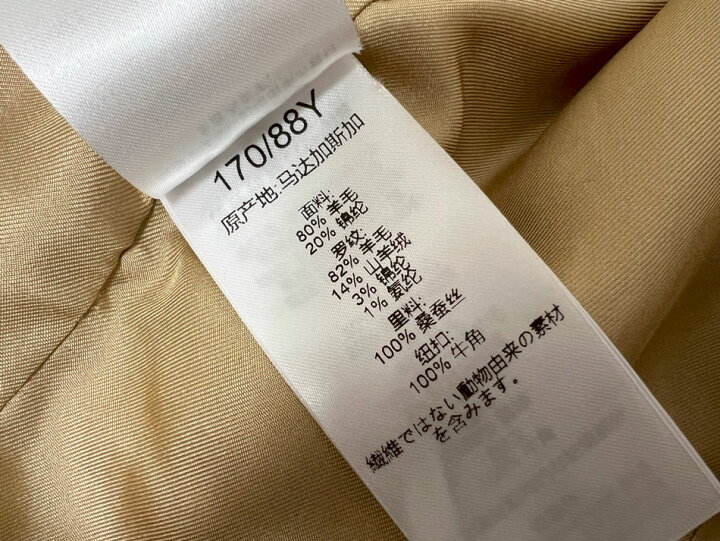 170/88Y
原产地:马达加斯加
面料:
80% 羊毛
20% 锦纶
罗纹:
82% 羊毛
14% 山羊绒
3% 锦纶
1% 氨纶
里料:
100% 桑蚕丝
纽扣:
100% 牛角
繊維ではない動物由来の素材
を含みます。